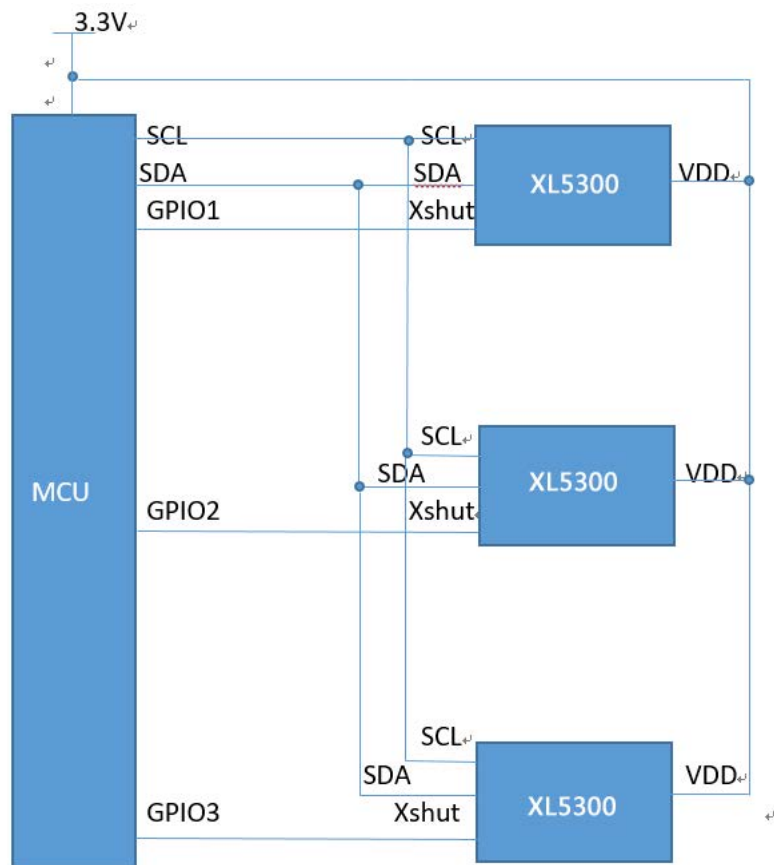 3.3V
SCL SCL
SDA SDA XL5300 VDD
GPIO1 Xshut
SCL
MCU SDA XL5300 VDD
GPIO2 Xshut
SCL
SDA XL5300 VDD
GPIO3 Xshut